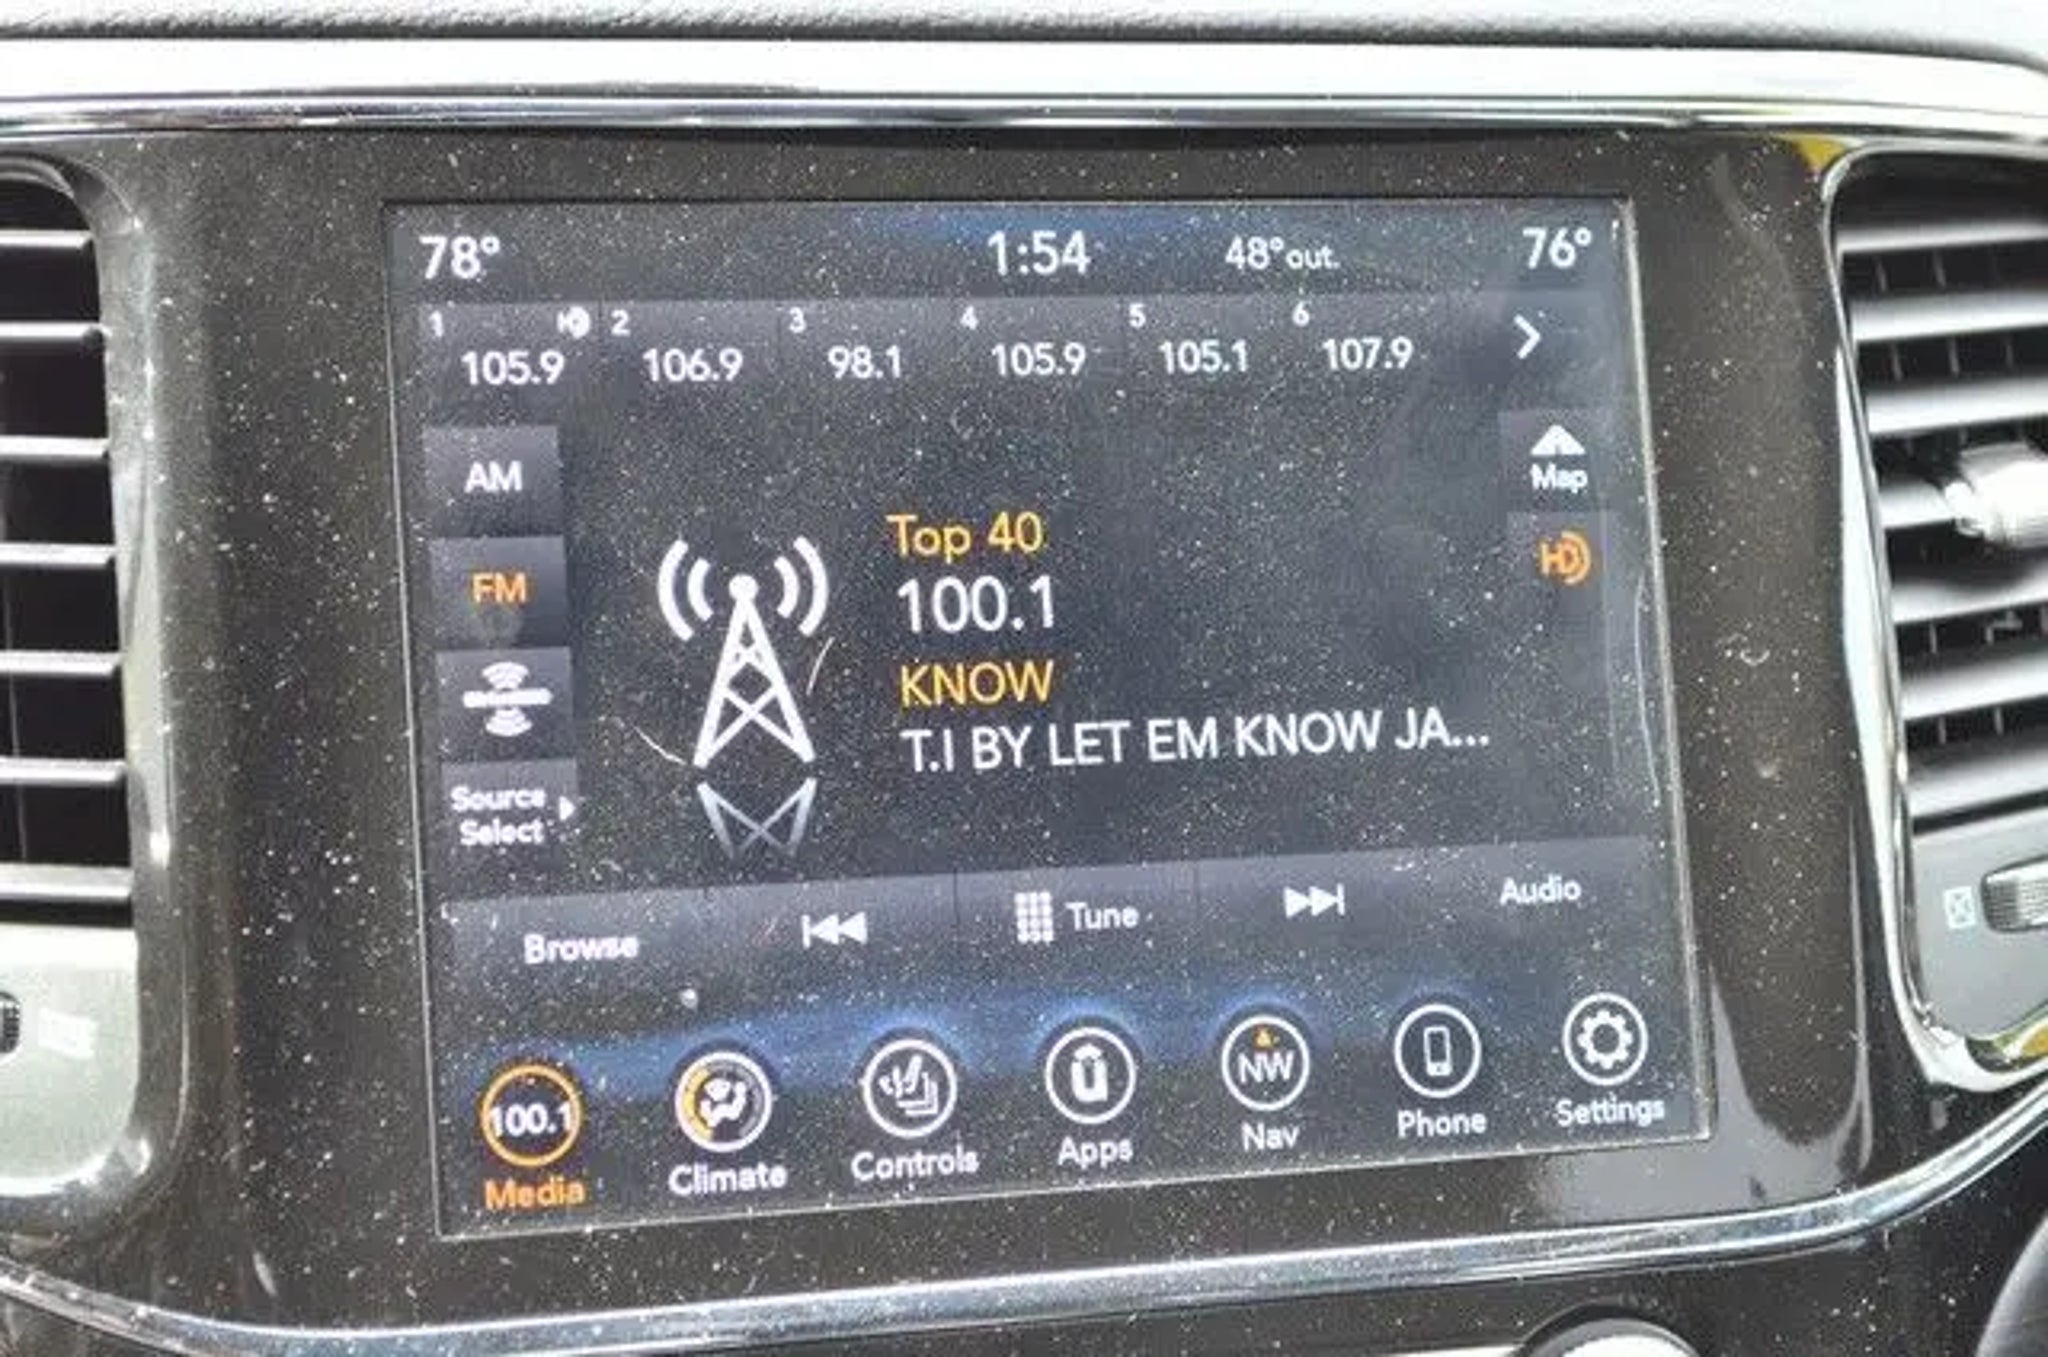 78° 1:54 48°out. 76°
1 HD 2 3 4 5 6
105.9 106.9 98.1 105.9 105.1 107.9
AM
Map
Top 40
HD
FM
100.1
KNOW
T.I BY LET EM KNOW JA...
Source
Select
Browse Tune Audio
100.1 NW
Media Climate Controls Apps Nav Phone Settings